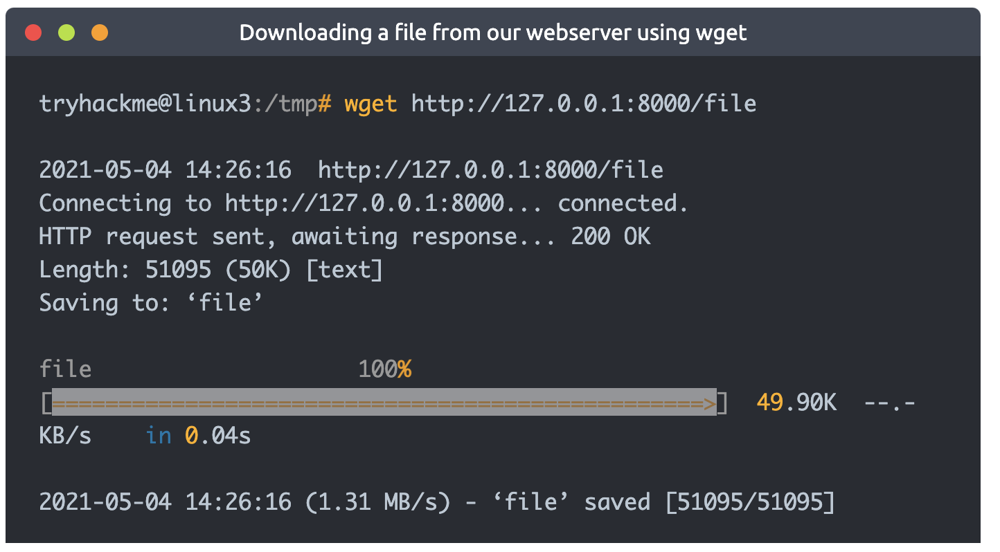 Downloading a file from our webserver using wget
tryhackme@linux3:/tmp# wget http://127.0.0.1:8000/file
2021-05-04 14:26:16  http://127.0.0.1:8000/file
Connecting to http://127.0.0.1:8000... connected.
HTTP request sent, awaiting response... 200 OK
Length: 51095 (50K) [text]
Saving to: ‘file’
file                    100%
[=================================================>]  49.90K  --.-
KB/s    in 0.04s
2021-05-04 14:26:16 (1.31 MB/s) - ‘file’ saved [51095/51095]